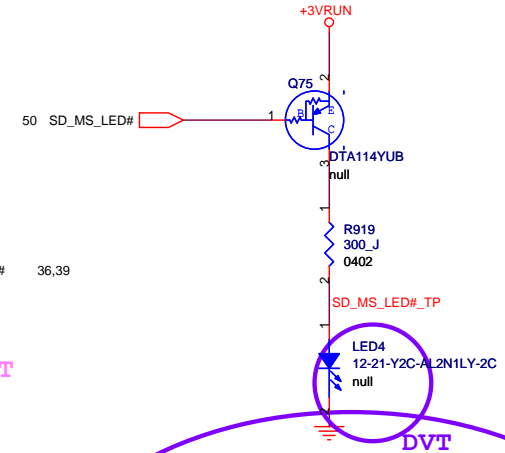 +3VRUN
2
Q75
50 SD_MS_LED#
1
B
E
C
3
DTA114YUB
null
1
R919
300_J
0402
# 36,39
2
SD_MS_LED#_TP
1
T
LED4
12-21-Y2C-AL2N1LY-2C
null
2
DVT